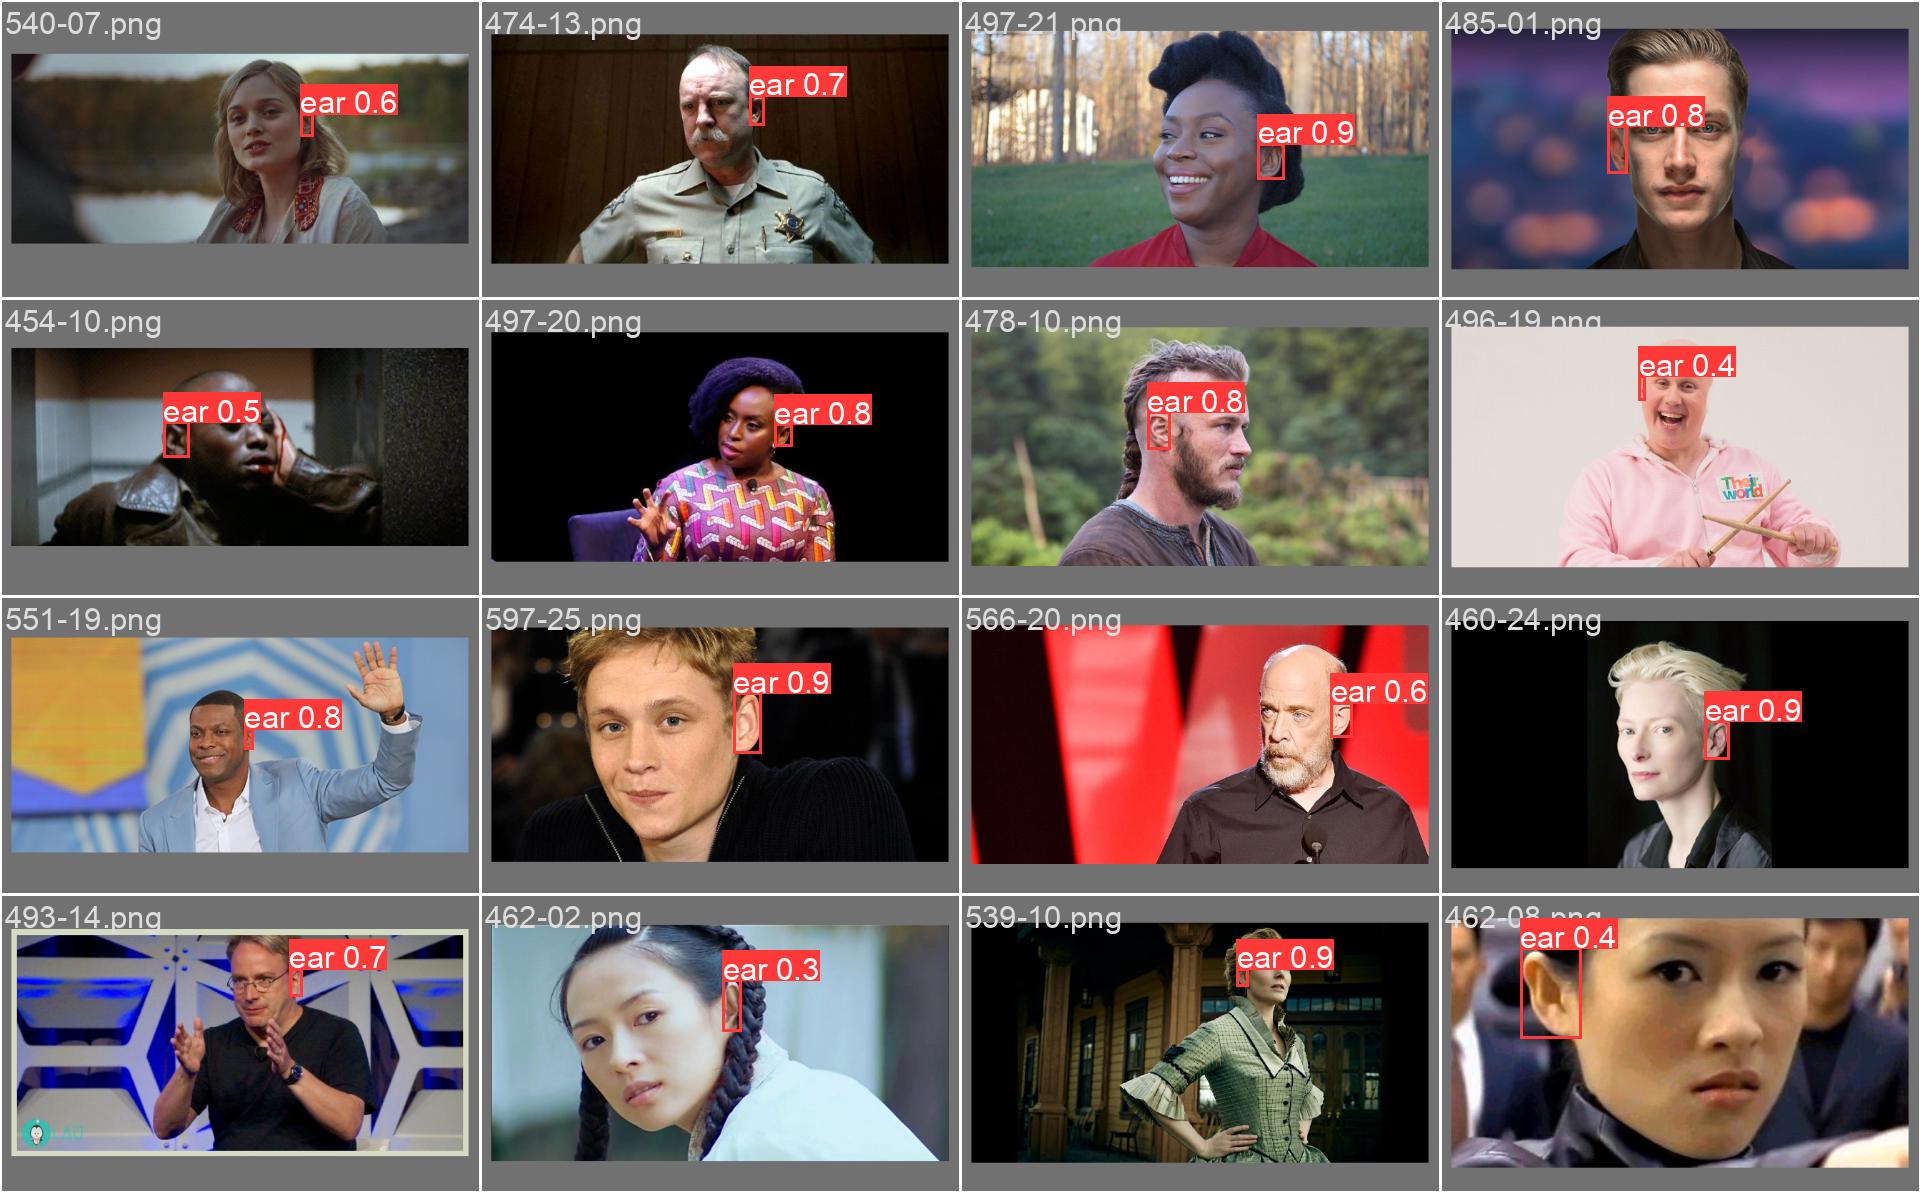 540-07.png
474-13.png
497-21.png
485-01.png
ear 0.6
ear 0.7
ear 0.9
ear 0.8
454-10.png
497-20.png
478-10.png
496-19.png
ear 0.5
ear 0.8
ear 0.8
ear 0.4
Their
world
551-19.png
597-25.png
566-20.png
460-24.png
ear 0.8
ear 0.9
ear 0.6
ear 0.9
493-14.png
462-02.png
539-10.png
462-08.png
ear 0.7
ear 0.3
ear 0.9
ear 0.4